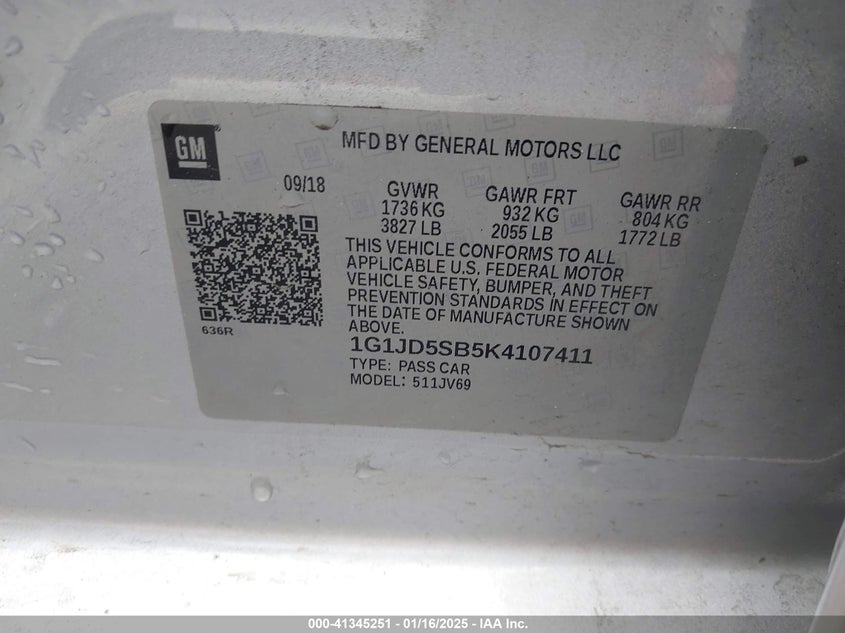 GM
MFD BY GENERAL MOTORS LLC
09/18
GVWR GAWR FRT GAWR RR
1736 KG 932 KG 804 KG
3827 LB 2055 LB 1772 LB
THIS VEHICLE CONFORMS TO ALL
APPLICABLE U.S. FEDERAL MOTOR
VEHICLE SAFETY, BUMPER, AND THEFT
PREVENTION STANDARDS IN EFFECT ON
THE DATE OF MANUFACTURE SHOWN
ABOVE.
636R
1G1JD5SB5K4107411
TYPE: PASS CAR
MODEL: 511JV69
000-41345251 - 01/16/2025 - IAA Inc.